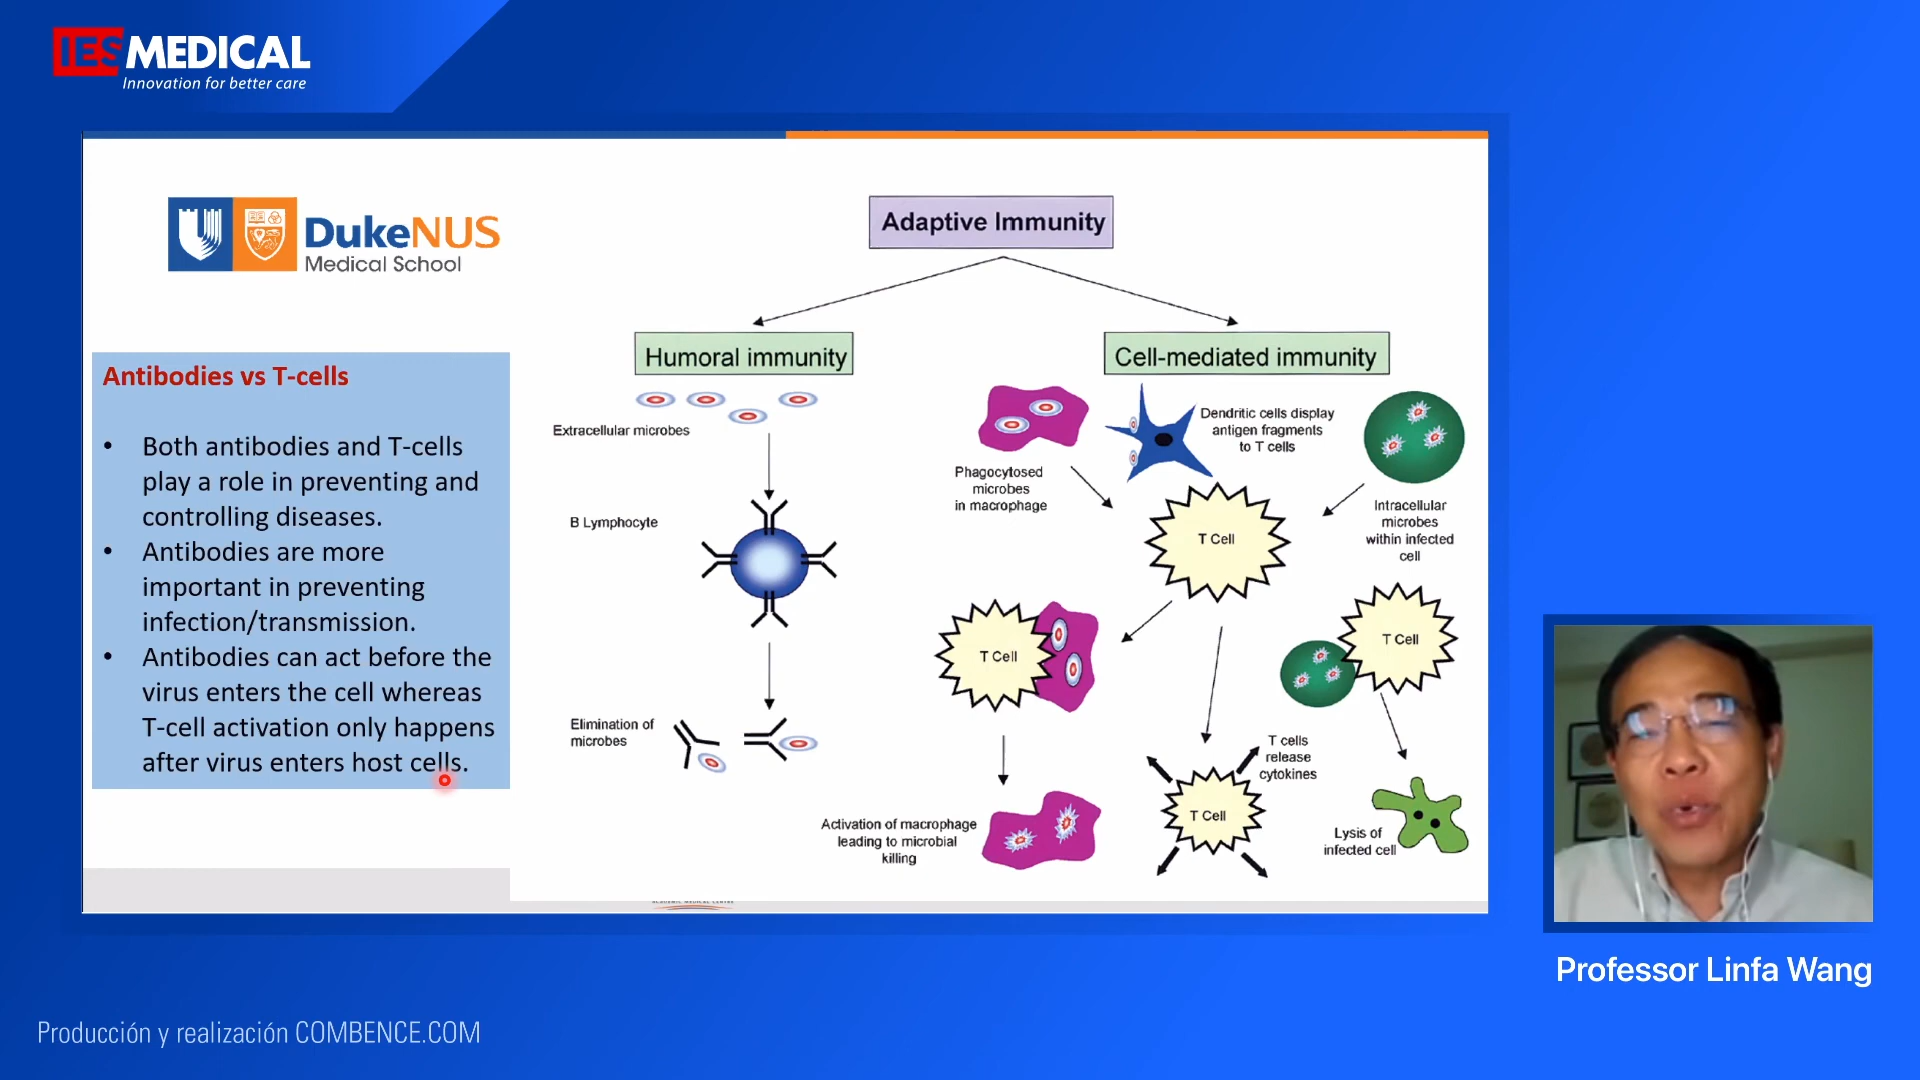 IES MEDICAL
Innovation for better care
DukeNUS
Medical School
Antibodies vs T-cells
• Both antibodies and T-cells
play a role in preventing and
controlling diseases.
• Antibodies are more
important in preventing
infection/transmission.
• Antibodies can act before the
virus enters the cell whereas
T-cell activation only happens
after virus enters host cells.
Adaptive Immunity
Humoral immunity
Extracellular microbes
B Lymphocyte
Elimination of
microbes
Cell-mediated immunity
Phagocytosed
microbes
in macrophage
Dendritic cells display
antigen fragments
to T cells
Intracellular
microbes
within infected
cell
T Cell
T Cell
T Cell
Activation of macrophage
leading to microbial
killing
T cells
release
cytokines
T Cell
Lysis of
infected cell
ACADEMIC MEDICAL CENTRE
Professor Linfa Wang
Producción y realización COMBENCE.COM